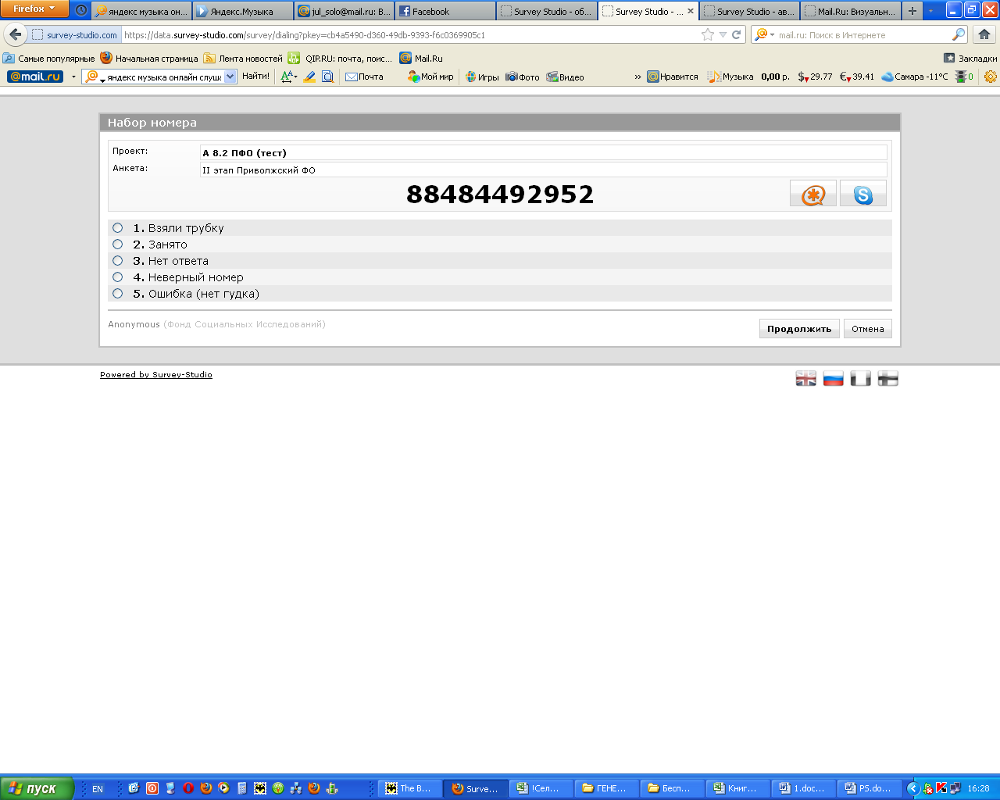 Firefox
яндекс музыка он...
Яндекс.Музыка
jul_solo@mail.ru: В...
Facebook
Survey Studio - об...
Survey Studio - ...
Survey Studio - ав...
Mail.Ru: Визуальн...
survey-studio.com
https://data.survey-studio.com/survey/dialing?pkey=cb4a5490-d360-49db-9393-f6c0369905c1
mail.ru: Поиск в Интернете
Самые популярные
Начальная страница
Лента новостей
QIP.RU: почта, поис...
Mail.Ru
Закладки
@mail.ru
яндекс музыка онлайн слуша
Найти!
Почта
Мой мир
Игры
Фото
Видео
»
Нравится
Музыка
0,00 р.
$ 29.77
€ 39.41
Самара -11°C
0
Набор номера
Проект:
А 8.2 ПФО (тест)
Анкета:
II этап Приволжский ФО
88484492952
1. Взяли трубку
2. Занято
3. Нет ответа
4. Неверный номер
5. Ошибка (нет гудка)
Anonymous (Фонд Социальных Исследований)
Продолжить
Отмена
Powered by Survey-Studio
пуск
EN
The B...
Surve...
!Сел...
ГЕНЕ...
Бесп...
Книг...
1.doc...
PS.do...
16:28